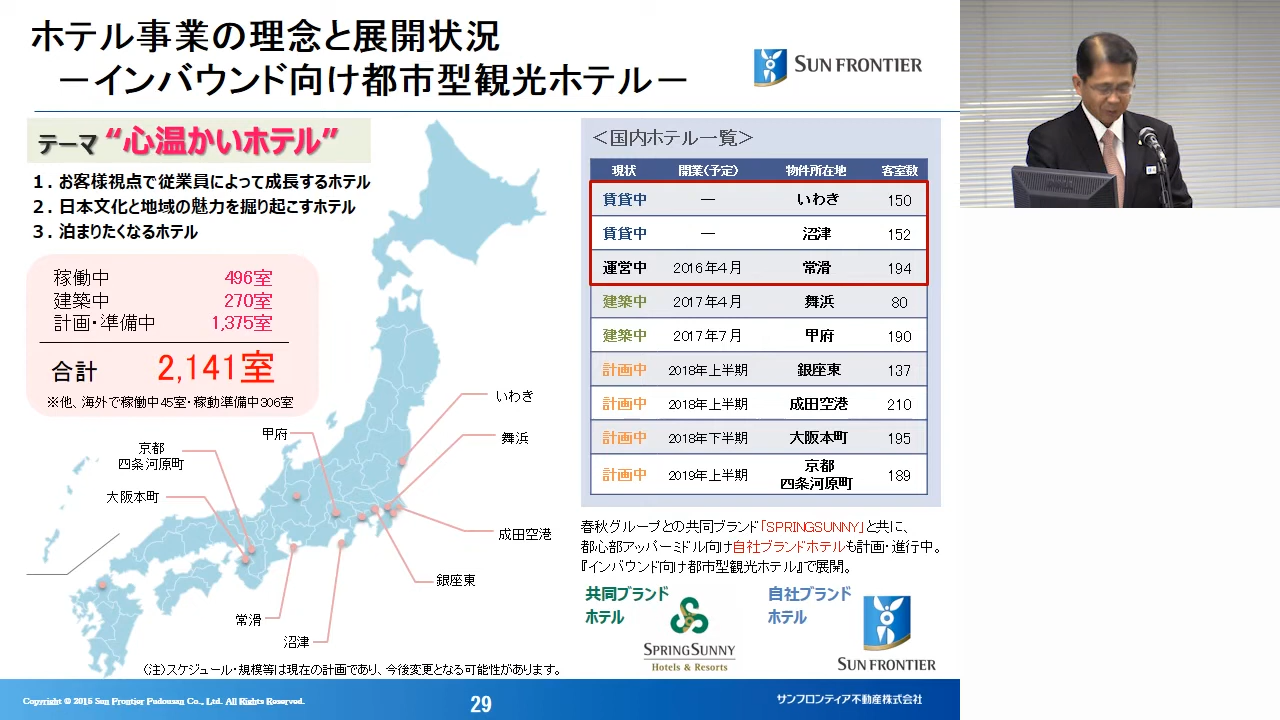 ホテル事業の理念と展開状況
－インバウンド向け都市型観光ホテル－
SUN FRONTIER
テーマ “心温かいホテル”
1．お客様視点で従業員によって成長するホテル
2．日本文化と地域の魅力を掘り起こすホテル
3．泊まりたくなるホテル
稼働中 496室
建築中 270室
計画・準備中 1,375室
合計 2,141室
※他、海外で稼働中45室・稼動準備中306室
いわき
甲府
舞浜
京都
四条河原町
大阪本町
成田空港
銀座東
常滑
沼津
（注）スケジュール・規模等は現在の計画であり、今後変更となる可能性があります。
＜国内ホテル一覧＞
現状 開業（予定） 物件所在地 客室数
賃貸中 ― いわき 150
賃貸中 ― 沼津 152
運営中 2016年4月 常滑 194
建築中 2017年4月 舞浜 80
建築中 2017年7月 甲府 190
計画中 2018年上半期 銀座東 137
計画中 2018年上半期 成田空港 210
計画中 2018年下半期 大阪本町 195
計画中 2019年上半期 京都 四条河原町 189
春秋グループとの共同ブランド「SPRINGSUNNY」と共に、
都心部アッパーミドル向け自社ブランドホテルも計画・進行中。
『インバウンド向け都市型観光ホテル』で展開。
共同ブランド
ホテル
SPRINGSUNNY
Hotels & Resorts
自社ブランド
ホテル
SUN FRONTIER
Copyright © 2016 Sun Frontier Fudousan Co., Ltd. All Rights Reserved.
29
サンフロンティア不動産株式会社